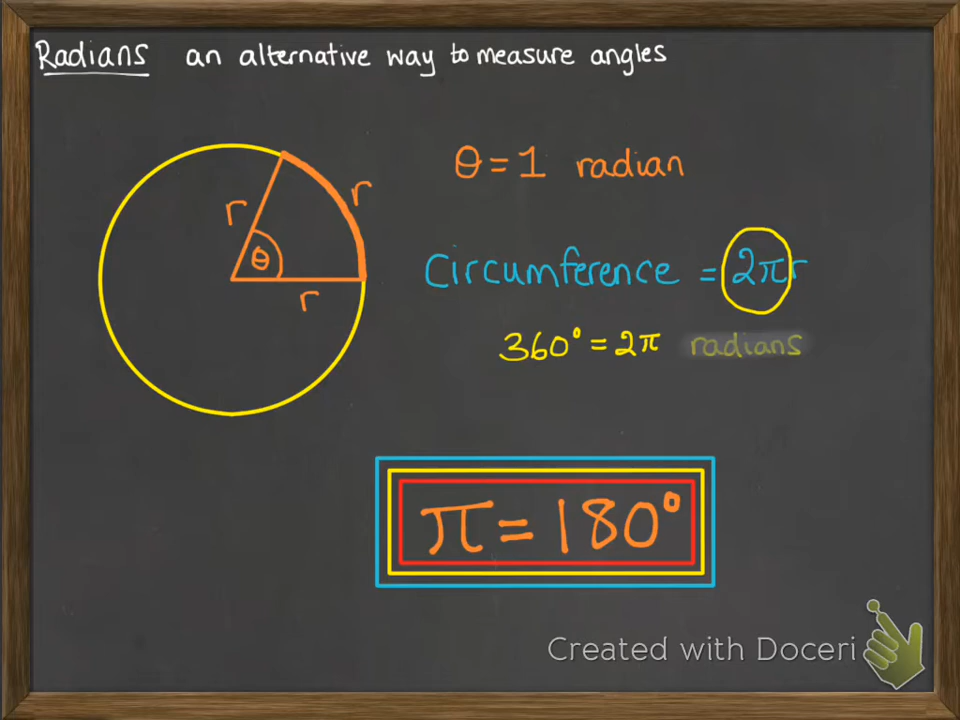 Radians an alternative way to measure angles
r
r
θ
r
θ = 1 radian
Circumference = 2πr
360° = 2π radians
π = 180°
Created with Doceri